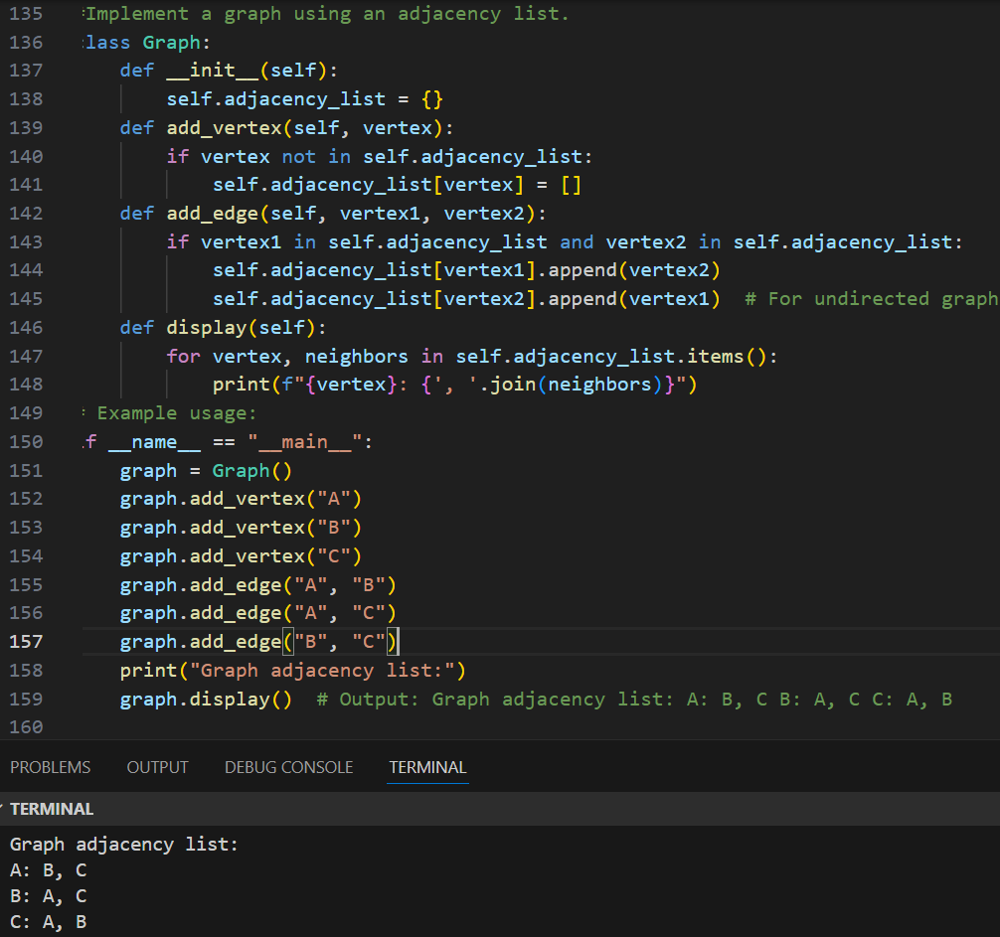 135 #Implement a graph using an adjacency list.
136 class Graph:
137     def __init__(self):
138         self.adjacency_list = {}
139     def add_vertex(self, vertex):
140         if vertex not in self.adjacency_list:
141             self.adjacency_list[vertex] = []
142     def add_edge(self, vertex1, vertex2):
143         if vertex1 in self.adjacency_list and vertex2 in self.adjacency_list:
144             self.adjacency_list[vertex1].append(vertex2)
145             self.adjacency_list[vertex2].append(vertex1)  # For undirected graph
146     def display(self):
147         for vertex, neighbors in self.adjacency_list.items():
148             print(f"{vertex}: {', '.join(neighbors)}")
149 # Example usage:
150 if __name__ == "__main__":
151     graph = Graph()
152     graph.add_vertex("A")
153     graph.add_vertex("B")
154     graph.add_vertex("C")
155     graph.add_edge("A", "B")
156     graph.add_edge("A", "C")
157     graph.add_edge("B", "C")
158     print("Graph adjacency list:")
159     graph.display()  # Output: Graph adjacency list: A: B, C B: A, C C: A, B
160
PROBLEMS OUTPUT DEBUG CONSOLE TERMINAL
TERMINAL
Graph adjacency list:
A: B, C
B: A, C
C: A, B